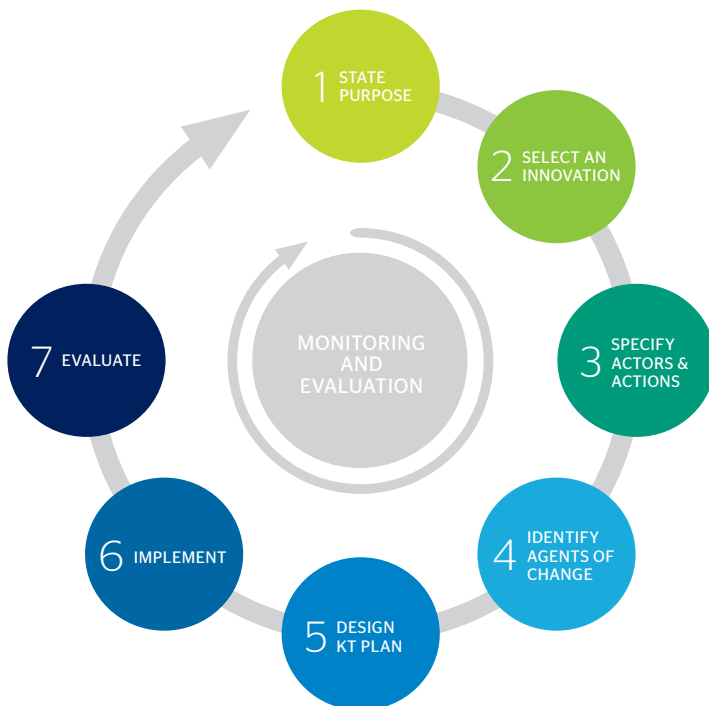 1 STATE
PURPOSE
2 SELECT AN
INNOVATION
3 SPECIFY
ACTORS &
ACTIONS
4 IDENTIFY
AGENTS OF
CHANGE
5 DESIGN
KT PLAN
6 IMPLEMENT
7 EVALUATE
MONITORING
AND
EVALUATION